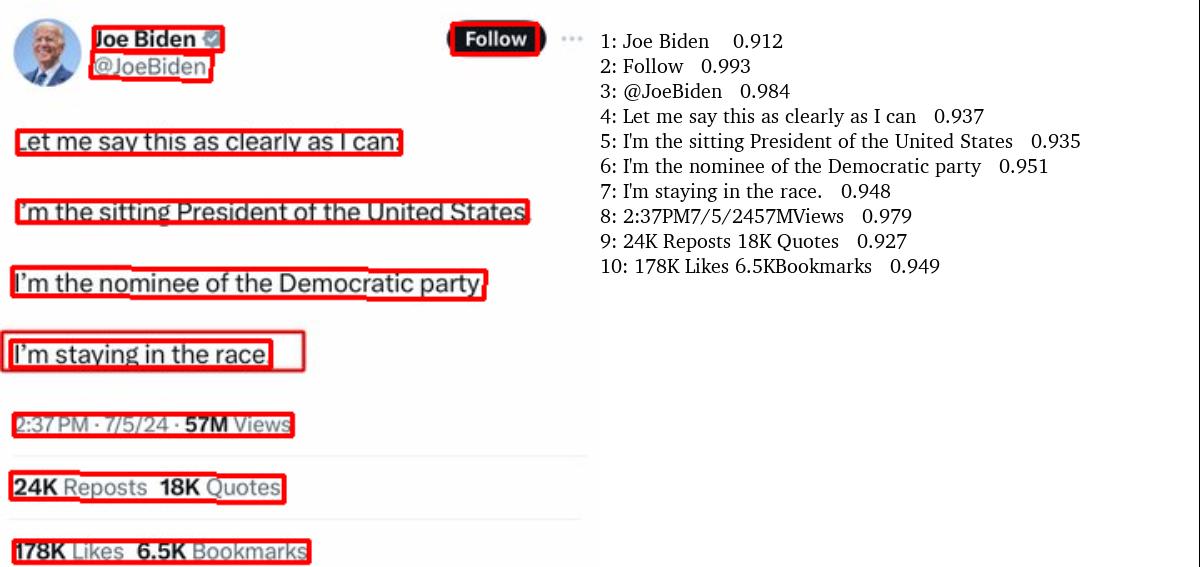 Joe Biden
Follow
@JoeBiden
Let me say this as clearly as I can:
I'm the sitting President of the United States
I'm the nominee of the Democratic party
I'm staying in the race
2:37 PM · 7/5/24 · 57M Views
24K Reposts 18K Quotes
178K Likes 6.5K Bookmarks
1: Joe Biden 0.912
2: Follow 0.993
3: @JoeBiden 0.984
4: Let me say this as clearly as I can 0.937
5: I'm the sitting President of the United States 0.935
6: I'm the nominee of the Democratic party 0.951
7: I'm staying in the race. 0.948
8: 2:37PM7/5/2457MViews 0.979
9: 24K Reposts 18K Quotes 0.927
10: 178K Likes 6.5KBookmarks 0.949